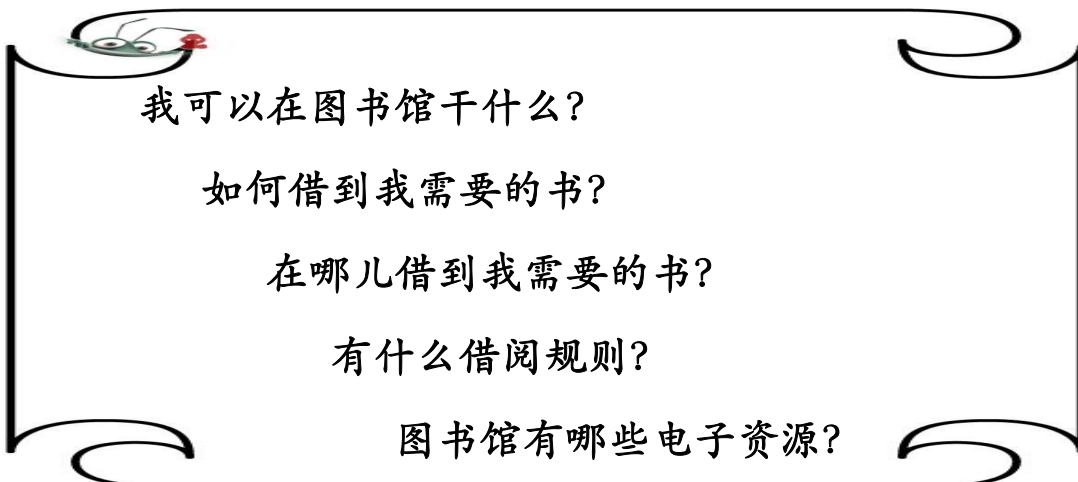 我可以在图书馆干什么?
如何借到我需要的书?
在哪儿借到我需要的书?
有什么借阅规则?
图书馆有哪些电子资源?